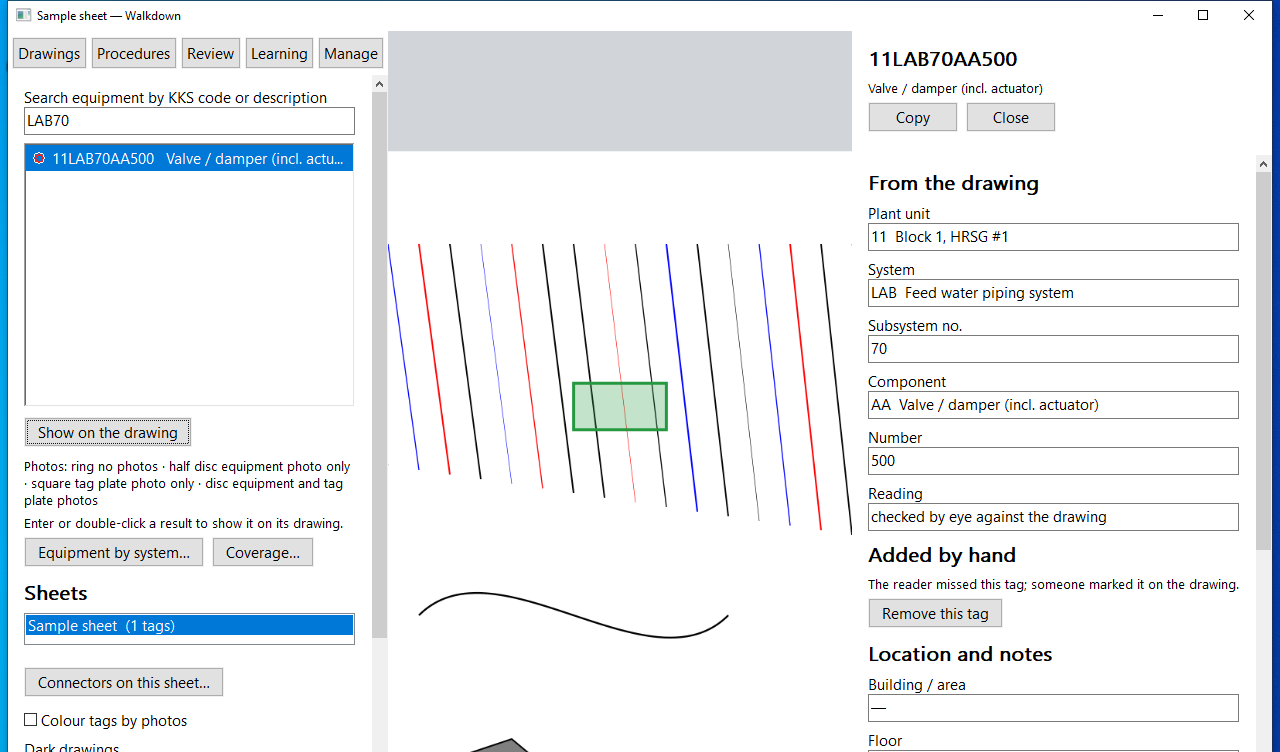 Sample sheet — Walkdown
Drawings
Procedures
Review
Learning
Manage
Search equipment by KKS code or description
LAB70
11LAB70AA500 Valve / damper (incl. actu...
Show on the drawing
Photos: ring no photos · half disc equipment photo only
· square tag plate photo only · disc equipment and tag
plate photos
Enter or double-click a result to show it on its drawing.
Equipment by system...
Coverage...
Sheets
Sample sheet (1 tags)
Connectors on this sheet...
Colour tags by photos
Dark drawings
11LAB70AA500
Valve / damper (incl. actuator)
Copy
Close
From the drawing
Plant unit
11 Block 1, HRSG #1
System
LAB Feed water piping system
Subsystem no.
70
Component
AA Valve / damper (incl. actuator)
Number
500
Reading
checked by eye against the drawing
Added by hand
The reader missed this tag; someone marked it on the drawing.
Remove this tag
Location and notes
Building / area
—
Floor